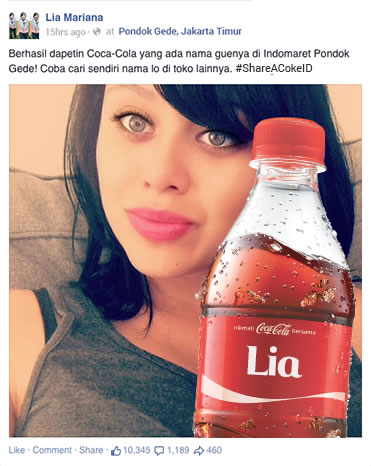 Lia Mariana
15hrs ago · at Pondok Gede, Jakarta Timur
Berhasil dapetin Coca-Cola yang ada nama guenya di Indomaret Pondok
Gede! Coba cari sendiri nama lo di toko lainnya. #ShareACokeID
nikmati Coca-Cola bersama
Lia
Like · Comment · Share · 10,345 1,189 460